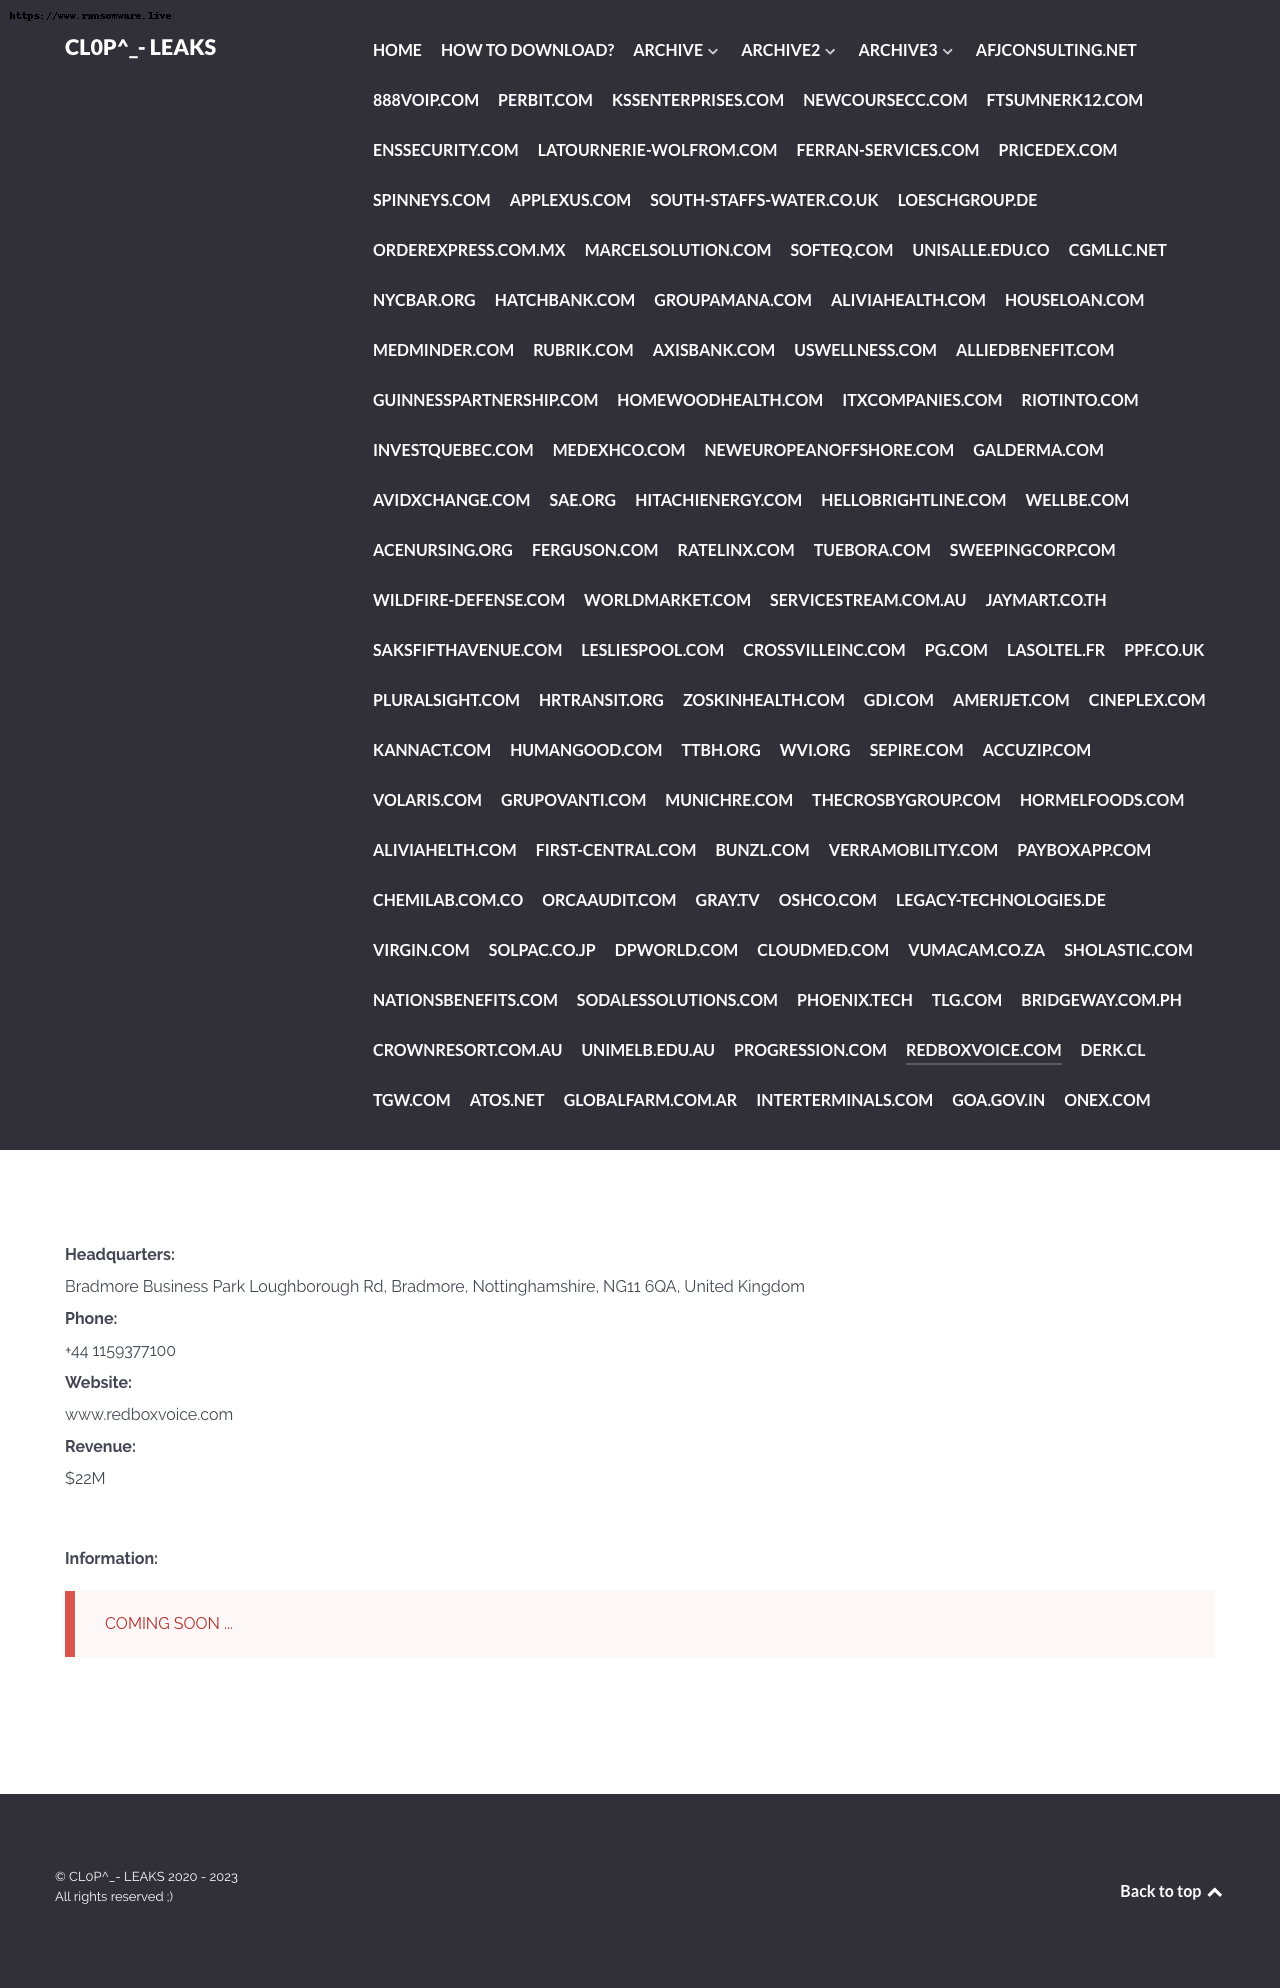 https://www.ransomware.live
CL0P^_- LEAKS
HOME HOW TO DOWNLOAD? ARCHIVE ARCHIVE2 ARCHIVE3 AFJCONSULTING.NET
888VOIP.COM PERBIT.COM KSSENTERPRISES.COM NEWCOURSECC.COM FTSUMNERK12.COM
ENSSECURITY.COM LATOURNERIE-WOLFROM.COM FERRAN-SERVICES.COM PRICEDEX.COM
SPINNEYS.COM APPLEXUS.COM SOUTH-STAFFS-WATER.CO.UK LOESCHGROUP.DE
ORDEREXPRESS.COM.MX MARCELSOLUTION.COM SOFTEQ.COM UNISALLE.EDU.CO CGMLLC.NET
NYCBAR.ORG HATCHBANK.COM GROUPAMANA.COM ALIVIAHEALTH.COM HOUSELOAN.COM
MEDMINDER.COM RUBRIK.COM AXISBANK.COM USWELLNESS.COM ALLIEDBENEFIT.COM
GUINNESSPARTNERSHIP.COM HOMEWOODHEALTH.COM ITXCOMPANIES.COM RIOTINTO.COM
INVESTQUEBEC.COM MEDEXHCO.COM NEWEUROPEANOFFSHORE.COM GALDERMA.COM
AVIDXCHANGE.COM SAE.ORG HITACHIENERGY.COM HELLOBRIGHTLINE.COM WELLBE.COM
ACENURSING.ORG FERGUSON.COM RATELINX.COM TUEBORA.COM SWEEPINGCORP.COM
WILDFIRE-DEFENSE.COM WORLDMARKET.COM SERVICESTREAM.COM.AU JAYMART.CO.TH
SAKSFIFTHAVENUE.COM LESLIESPOOL.COM CROSSVILLEINC.COM PG.COM LASOLTEL.FR PPF.CO.UK
PLURALSIGHT.COM HRTRANSIT.ORG ZOSKINHEALTH.COM GDI.COM AMERIJET.COM CINEPLEX.COM
KANNACT.COM HUMANGOOD.COM TTBH.ORG WVI.ORG SEPIRE.COM ACCUZIP.COM
VOLARIS.COM GRUPOVANTI.COM MUNICHRE.COM THECROSBYGROUP.COM HORMELFOODS.COM
ALIVIAHELTH.COM FIRST-CENTRAL.COM BUNZL.COM VERRAMOBILITY.COM PAYBOXAPP.COM
CHEMILAB.COM.CO ORCAAUDIT.COM GRAY.TV OSHCO.COM LEGACY-TECHNOLOGIES.DE
VIRGIN.COM SOLPAC.CO.JP DPWORLD.COM CLOUDMED.COM VUMACAM.CO.ZA SHOLASTIC.COM
NATIONSBENEFITS.COM SODALESSOLUTIONS.COM PHOENIX.TECH TLG.COM BRIDGEWAY.COM.PH
CROWNRESORT.COM.AU UNIMELB.EDU.AU PROGRESSION.COM REDBOXVOICE.COM DERK.CL
TGW.COM ATOS.NET GLOBALFARM.COM.AR INTERTERMINALS.COM GOA.GOV.IN ONEX.COM
Headquarters:
Bradmore Business Park Loughborough Rd, Bradmore, Nottinghamshire, NG11 6QA, United Kingdom
Phone:
+44 1159377100
Website:
www.redboxvoice.com
Revenue:
$22M
Information:
COMING SOON ...
© CL0P^_- LEAKS 2020 - 2023
All rights reserved ;)
Back to top